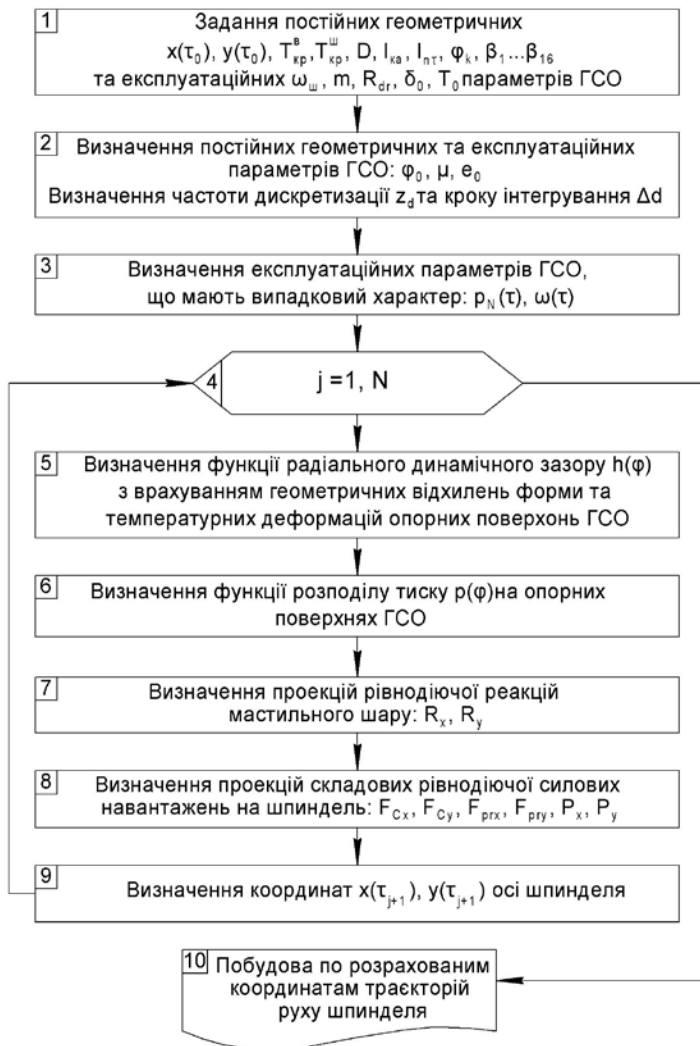 1
Задання постійних геометричних
x(τ₀), y(τ₀), Tᵏᵖᴮ, Tᵏᵖᵂ, D, lка, lпτ, φk, β₁...β₁₆
та експлуатаційних ωш, m, Rdr, δ₀, T₀ параметрів ГСО
2
Визначення постійних геометричних та експлуатаційних
параметрів ГСО: φ₀, μ, e₀
Визначення частоти дискретизації zd та кроку інтегрування Δd
3
Визначення експлуатаційних параметрів ГСО,
що мають випадковий характер: pN(τ), ω(τ)
4
j =1, N
5
Визначення функції радіального динамічного зазору h(φ)
з врахуванням геометричних відхилень форми та
температурних деформацій опорних поверхонь ГСО
6
Визначення функції розподілу тиску p(φ)на опорних
поверхнях ГСО
7
Визначення проекцій рівнодіючої реакцій
мастильного шару: Rx, Ry
8
Визначення проекцій складових рівнодіючої силових
навантажень на шпиндель: FCx, FCy, Fprx, Fpry, Px, Py
9
Визначення координат x(τj+1), y(τj+1) осі шпинделя
10
Побудова по розрахованим
координатам траєкторій
руху шпинделя